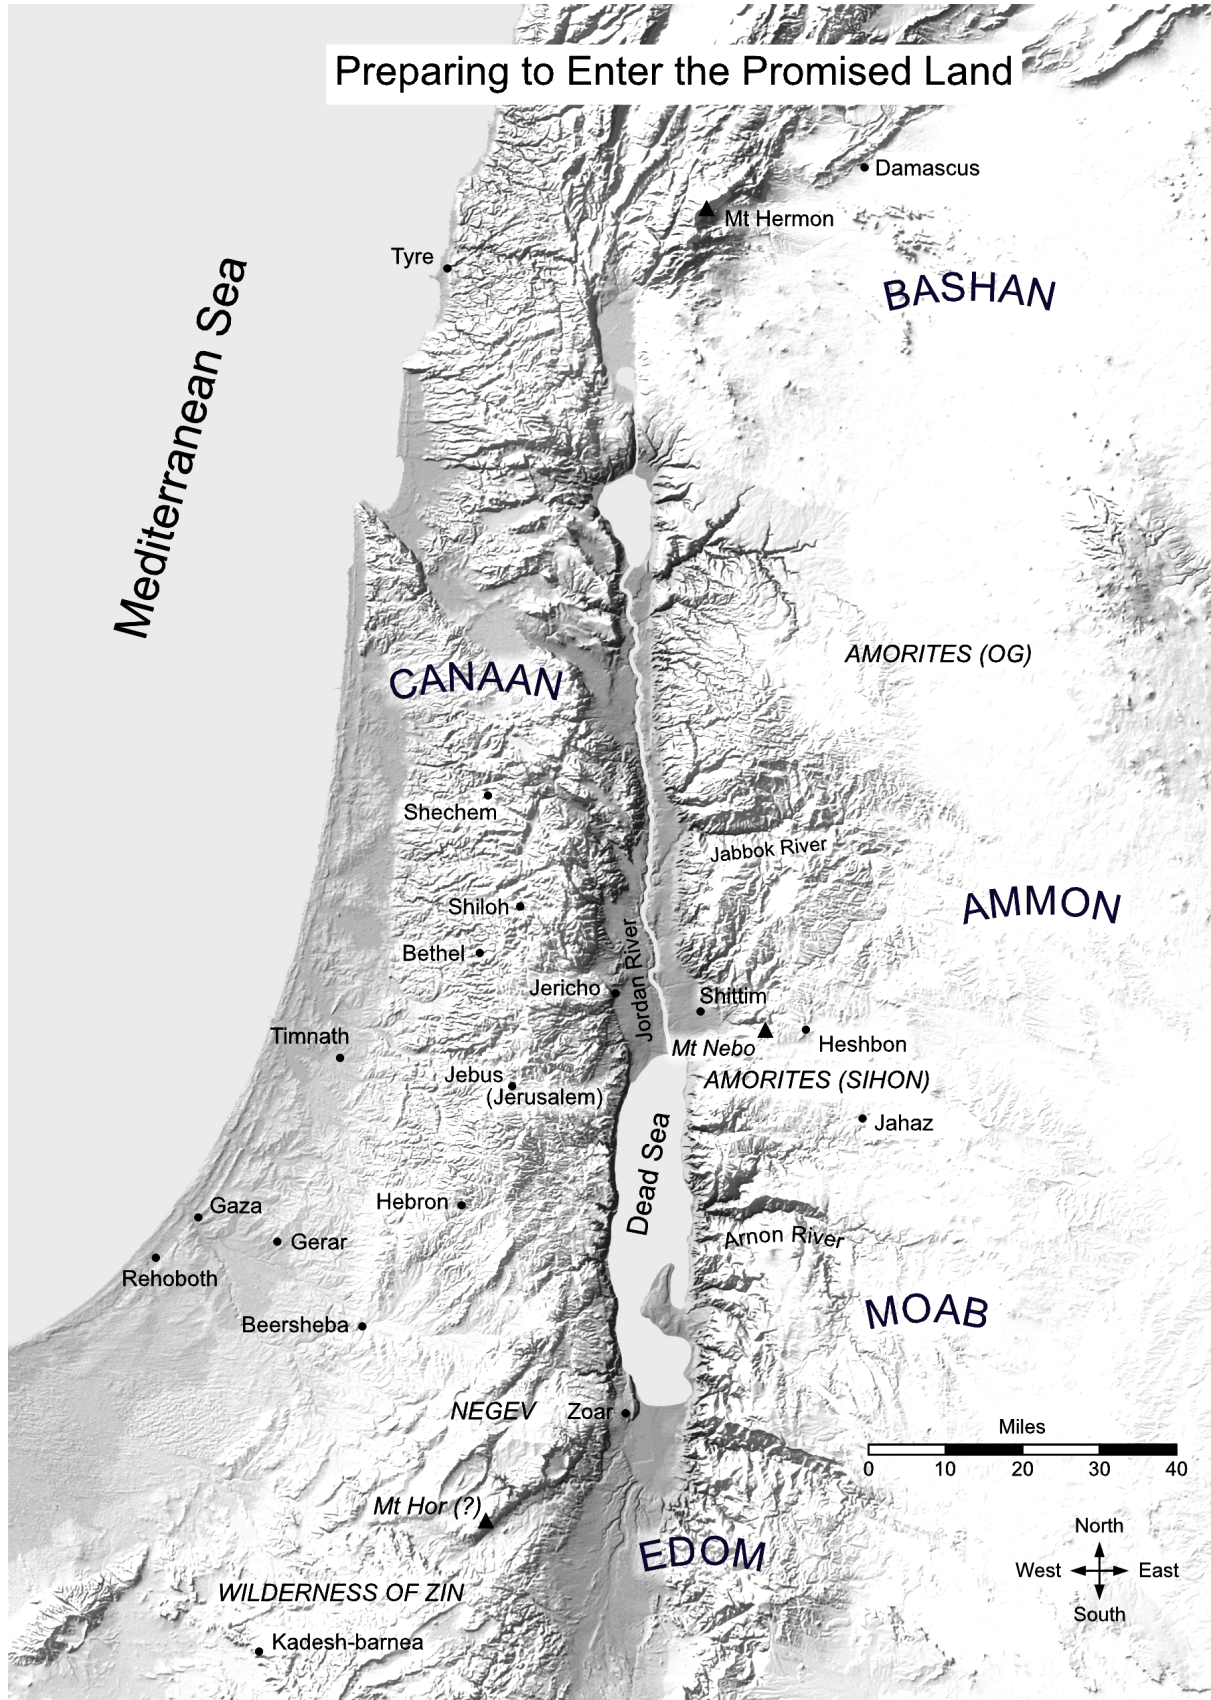 Preparing to Enter the Promised Land
Damascus
Mt Hermon
Tyre
BASHAN
Mediterranean Sea
AMORITES (OG)
CANAAN
Shechem
Jabbok River
Shiloh
AMMON
Bethel
Jordan River
Jericho
Shittim
Timnath
Mt Nebo
Heshbon
Jebus
(Jerusalem)
AMORITES (SIHON)
Jahaz
Dead Sea
Hebron
Gaza
Gerar
Arnon River
Rehoboth
MOAB
Beersheba
NEGEV
Zoar
Miles
0 10 20 30 40
Mt Hor (?)
EDOM
North
West East
South
WILDERNESS OF ZIN
Kadesh-barnea